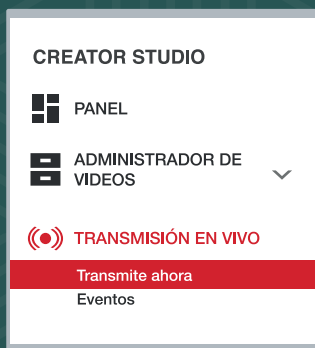 CREATOR STUDIO
PANEL
ADMINISTRADOR DE
VIDEOS
TRANSMISIÓN EN VIVO
Transmite ahora
Eventos